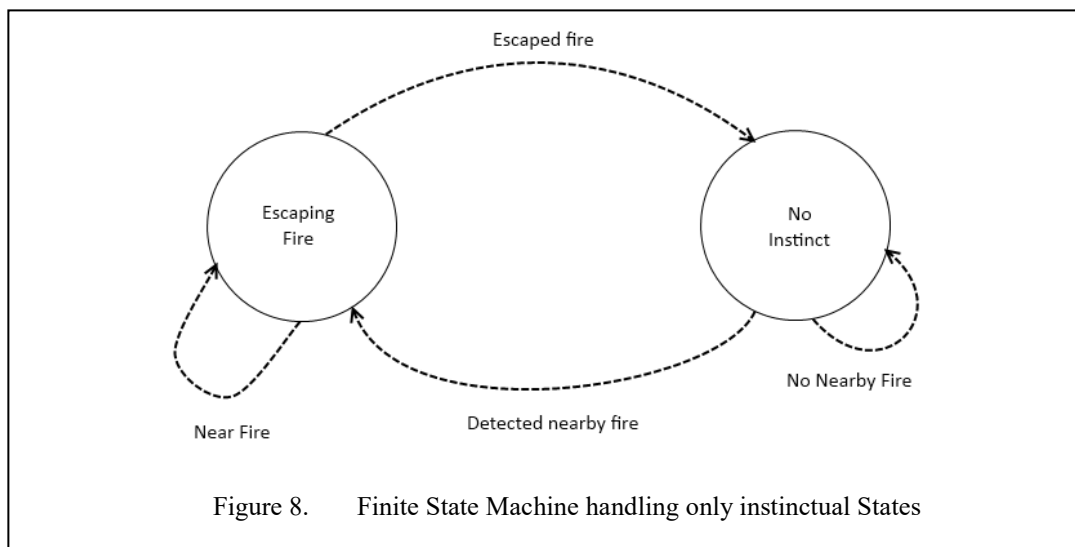 Escaped fire
Escaping
Fire
No
Instinct
No Nearby Fire
Detected nearby fire
Near Fire
Figure 8. Finite State Machine handling only instinctual States